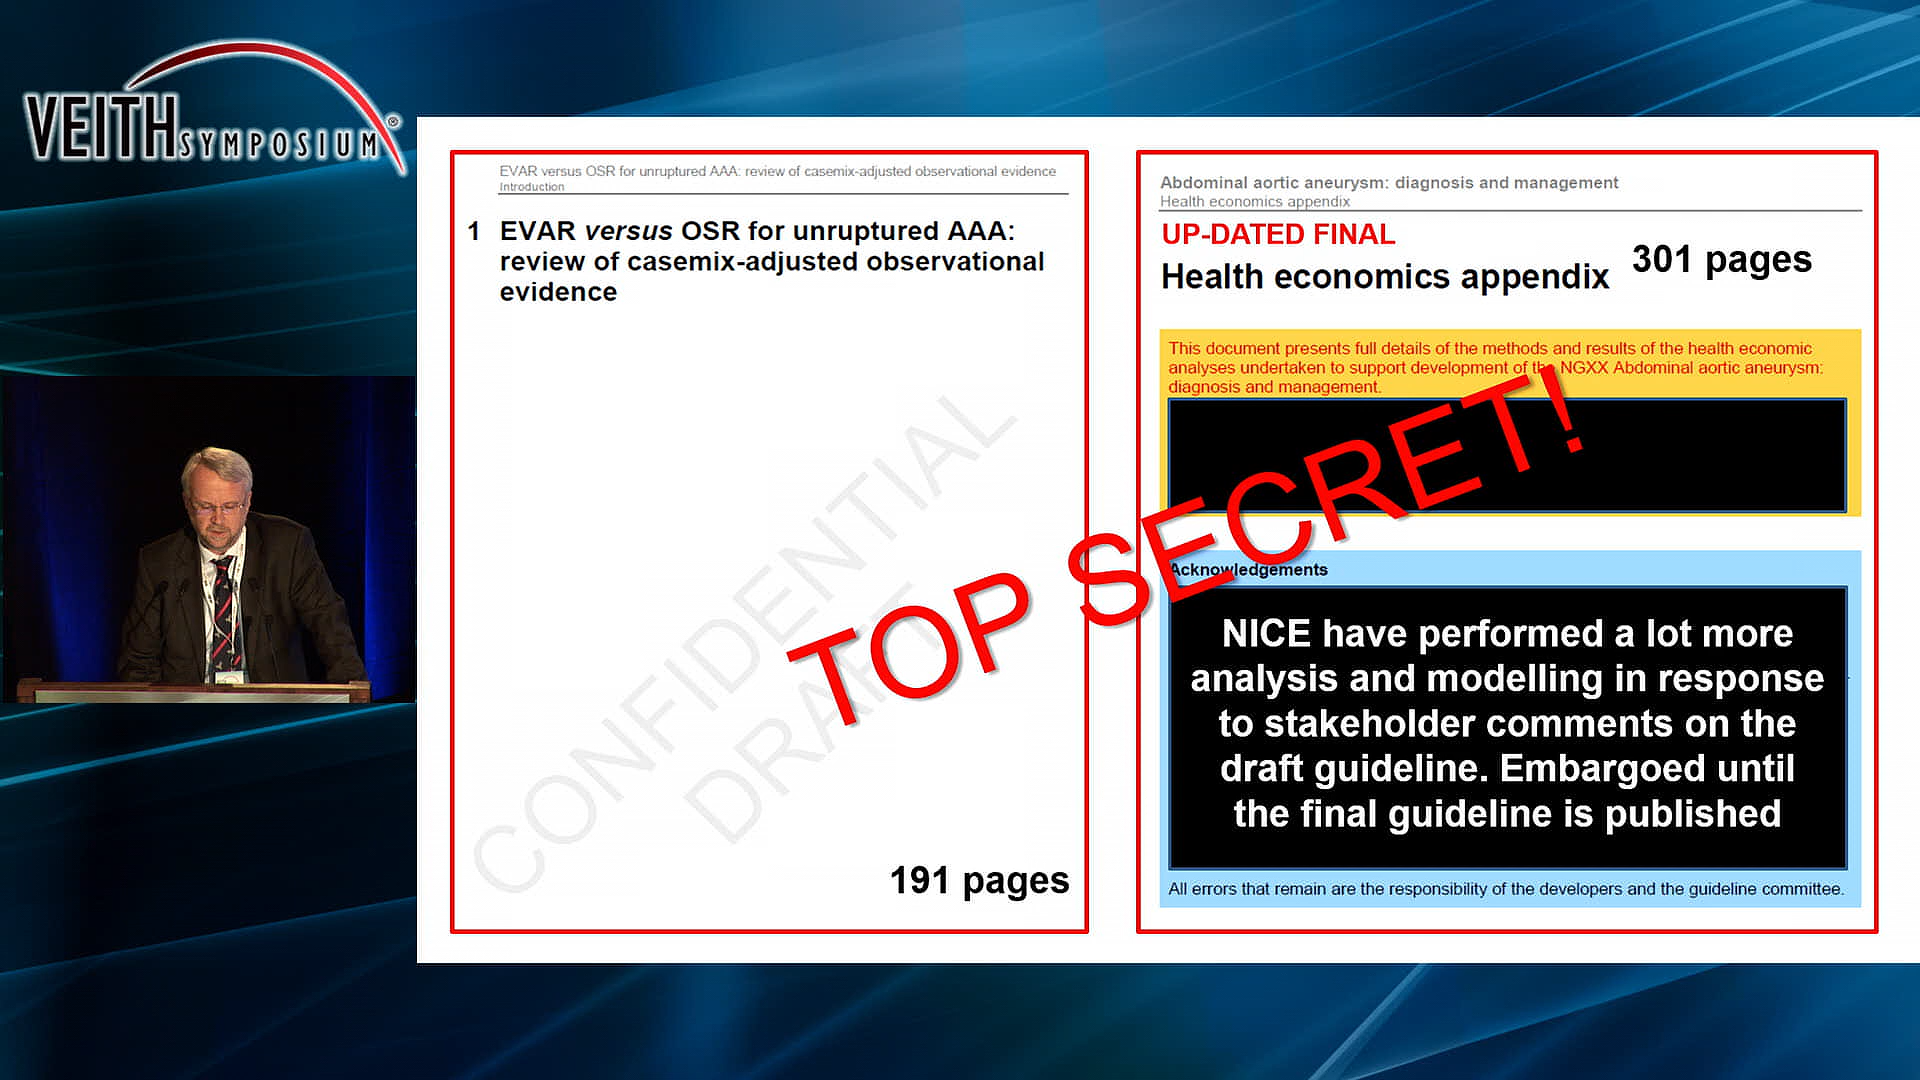 VEITHSYMPOSIUM®
EVAR versus OSR for unruptured AAA: review of casemix-adjusted observational evidence
Introduction
1 EVAR versus OSR for unruptured AAA:
review of casemix-adjusted observational
evidence
CONFIDENTIAL
DRAFT
191 pages
Abdominal aortic aneurysm: diagnosis and management
Health economics appendix
UP-DATED FINAL
Health economics appendix
301 pages
This document presents full details of the methods and results of the health economic
analyses undertaken to support development of the NGXX Abdominal aortic aneurysm:
diagnosis and management.
TOP SECRET!
Acknowledgements
NICE have performed a lot more
analysis and modelling in response
to stakeholder comments on the
draft guideline. Embargoed until
the final guideline is published
All errors that remain are the responsibility of the developers and the guideline committee.